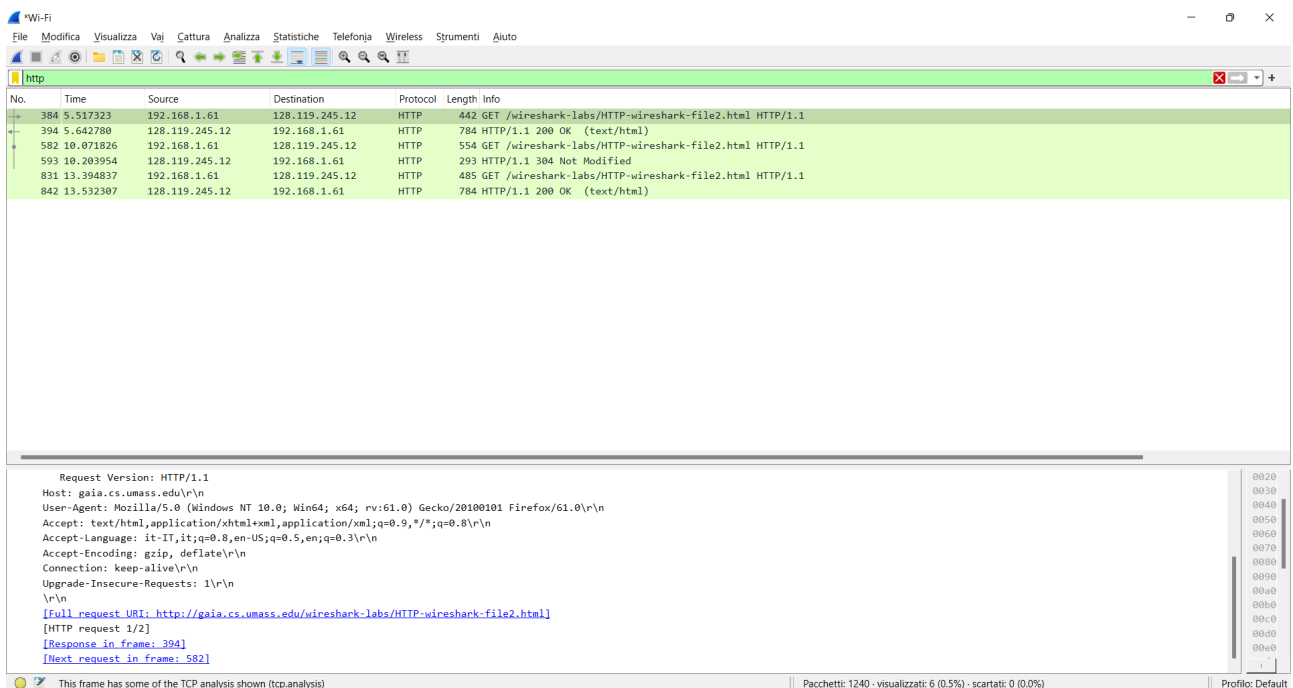 *Wi-Fi
File Modifica Visualizza Vai Cattura Analizza Statistiche Telefonia Wireless Strumenti Aiuto
http
No. Time Source Destination Protocol Length Info
384 5.517323 192.168.1.61 128.119.245.12 HTTP 442 GET /wireshark-labs/HTTP-wireshark-file2.html HTTP/1.1
394 5.642780 128.119.245.12 192.168.1.61 HTTP 784 HTTP/1.1 200 OK (text/html)
582 10.071826 192.168.1.61 128.119.245.12 HTTP 554 GET /wireshark-labs/HTTP-wireshark-file2.html HTTP/1.1
593 10.203954 128.119.245.12 192.168.1.61 HTTP 293 HTTP/1.1 304 Not Modified
831 13.394837 192.168.1.61 128.119.245.12 HTTP 485 GET /wireshark-labs/HTTP-wireshark-file2.html HTTP/1.1
842 13.532307 128.119.245.12 192.168.1.61 HTTP 784 HTTP/1.1 200 OK (text/html)
Request Version: HTTP/1.1
Host: gaia.cs.umass.edu\r\n
User-Agent: Mozilla/5.0 (Windows NT 10.0; Win64; x64; rv:61.0) Gecko/20100101 Firefox/61.0\r\n
Accept: text/html,application/xhtml+xml,application/xml;q=0.9,*/*;q=0.8\r\n
Accept-Language: it-IT,it;q=0.8,en-US;q=0.5,en;q=0.3\r\n
Accept-Encoding: gzip, deflate\r\n
Connection: keep-alive\r\n
Upgrade-Insecure-Requests: 1\r\n
\r\n
[Full request URI: http://gaia.cs.umass.edu/wireshark-labs/HTTP-wireshark-file2.html]
[HTTP request 1/2]
[Response in frame: 394]
[Next request in frame: 582]
0020
0030
0040
0050
0060
0070
0080
0090
00a0
00b0
00c0
00d0
00e0
This frame has some of the TCP analysis shown (tcp.analysis) Pacchetti: 1240 · visualizzati: 6 (0.5%) · scartati: 0 (0.0%) Profilo: Default